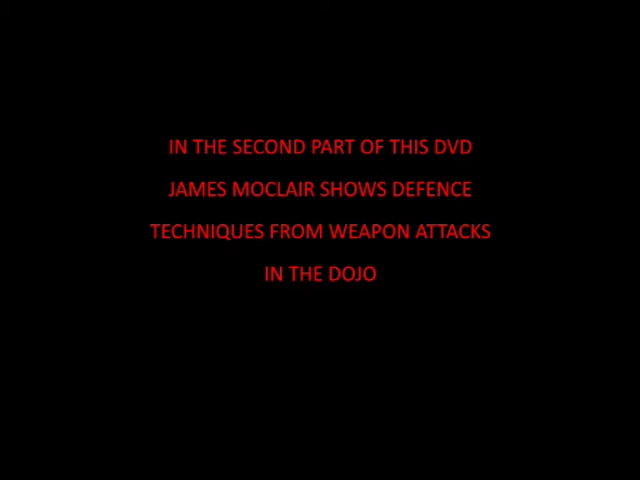 IN THE SECOND PART OF THIS DVD
JAMES MOCLAIR SHOWS DEFENCE
TECHNIQUES FROM WEAPON ATTACKS
IN THE DOJO